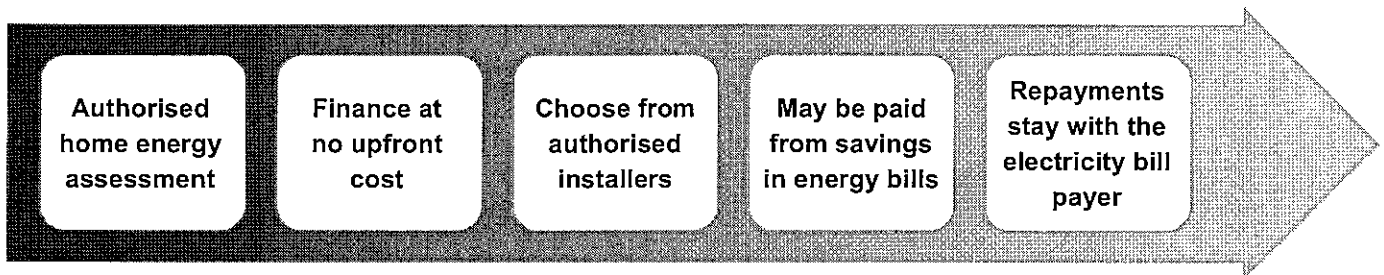 Authorised
home energy
assessment
Finance at
no upfront
cost
Choose from
authorised
installers
May be paid
from savings
in energy bills
Repayments
stay with the
electricity bill
payer